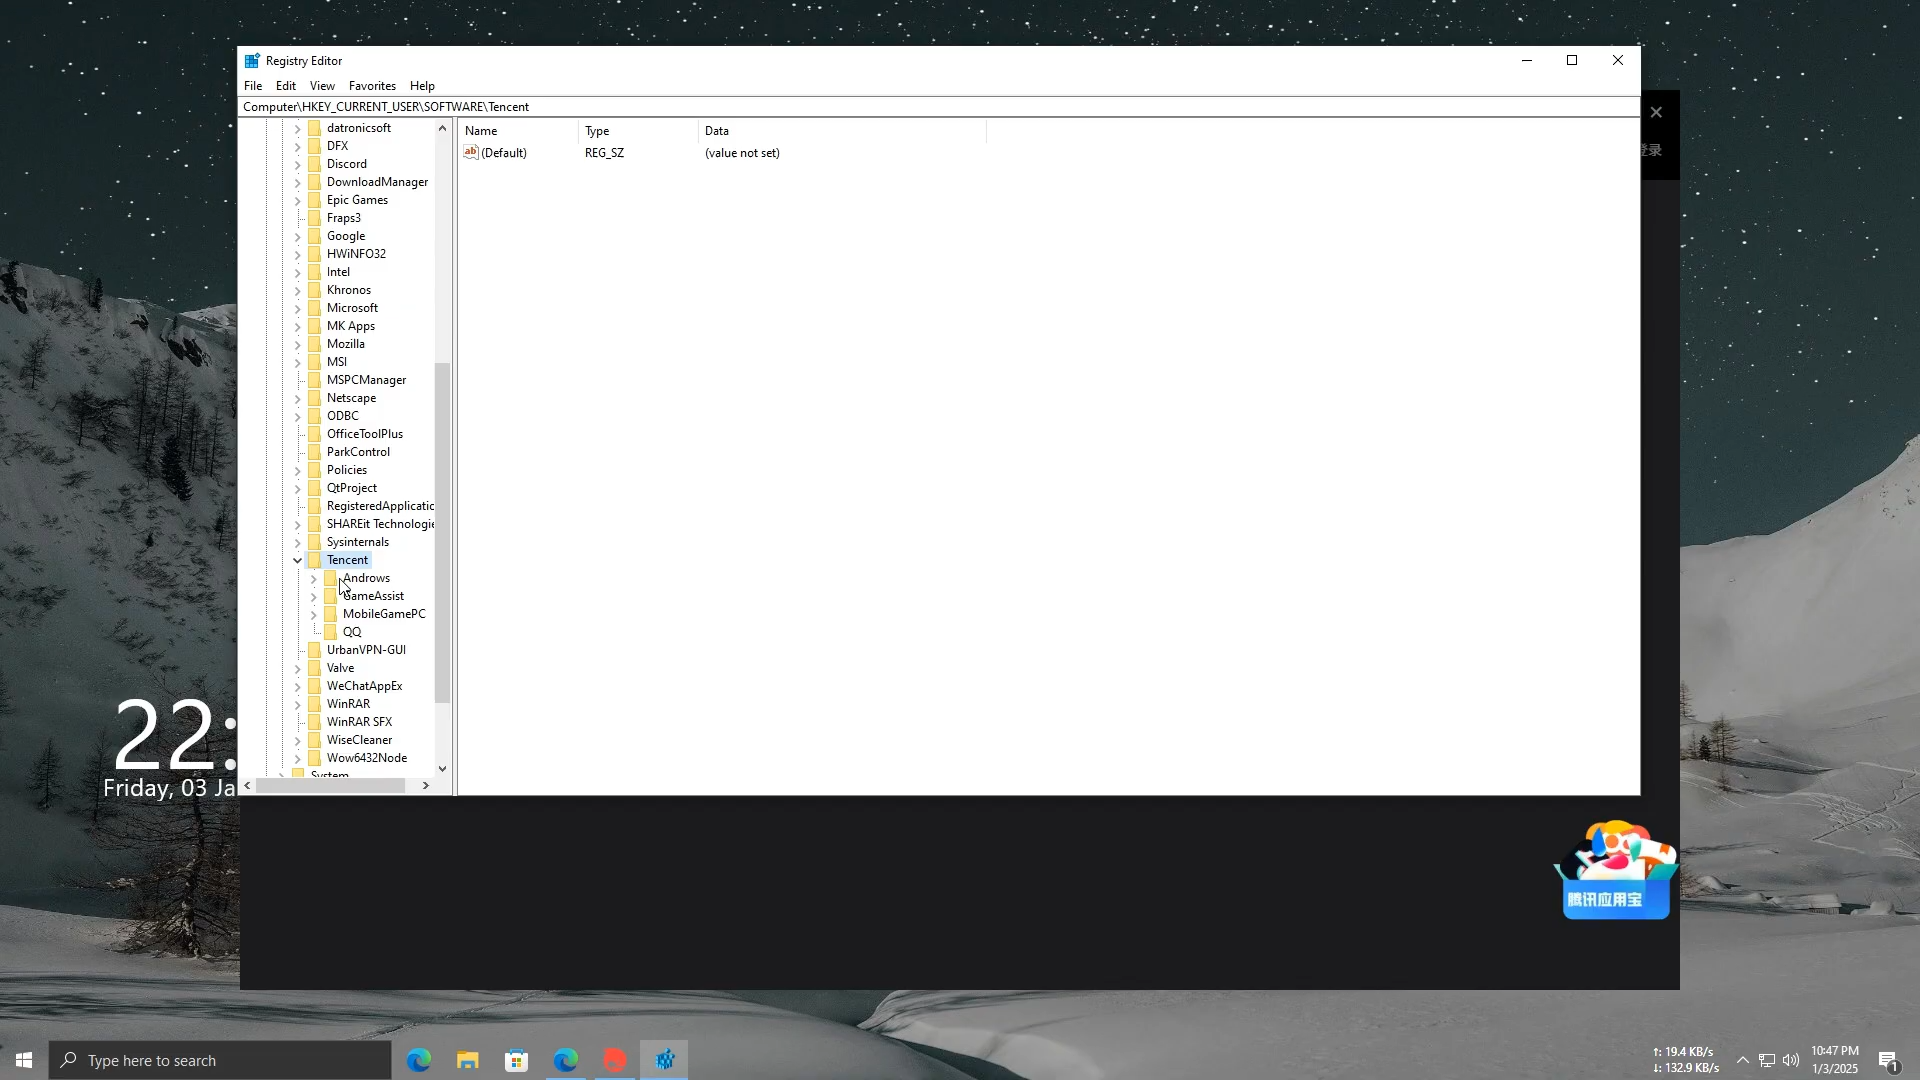 Registry Editor
File Edit View Favorites Help
Computer\HKEY_CURRENT_USER\SOFTWARE\Tencent
Name Type Data
(Default) REG_SZ (value not set)
datronicsoft
DFX
Discord
DownloadManager
Epic Games
Fraps3
Google
HWiNFO32
Intel
Khronos
Microsoft
MK Apps
Mozilla
MSI
MSPCManager
Netscape
ODBC
OfficeToolPlus
ParkControl
Policies
QtProject
RegisteredApplicatic
SHAREit Technologie
Sysinternals
Tencent
Androws
GameAssist
MobileGamePC
QQ
UrbanVPN-GUI
Valve
WeChatAppEx
WinRAR
WinRAR SFX
WiseCleaner
Wow6432Node
System
登录
22:
Friday, 03 Ja
腾讯应用宝
Type here to search
↑: 19.4 KB/s
↓: 132.9 KB/s
10:47 PM
1/3/2025
1